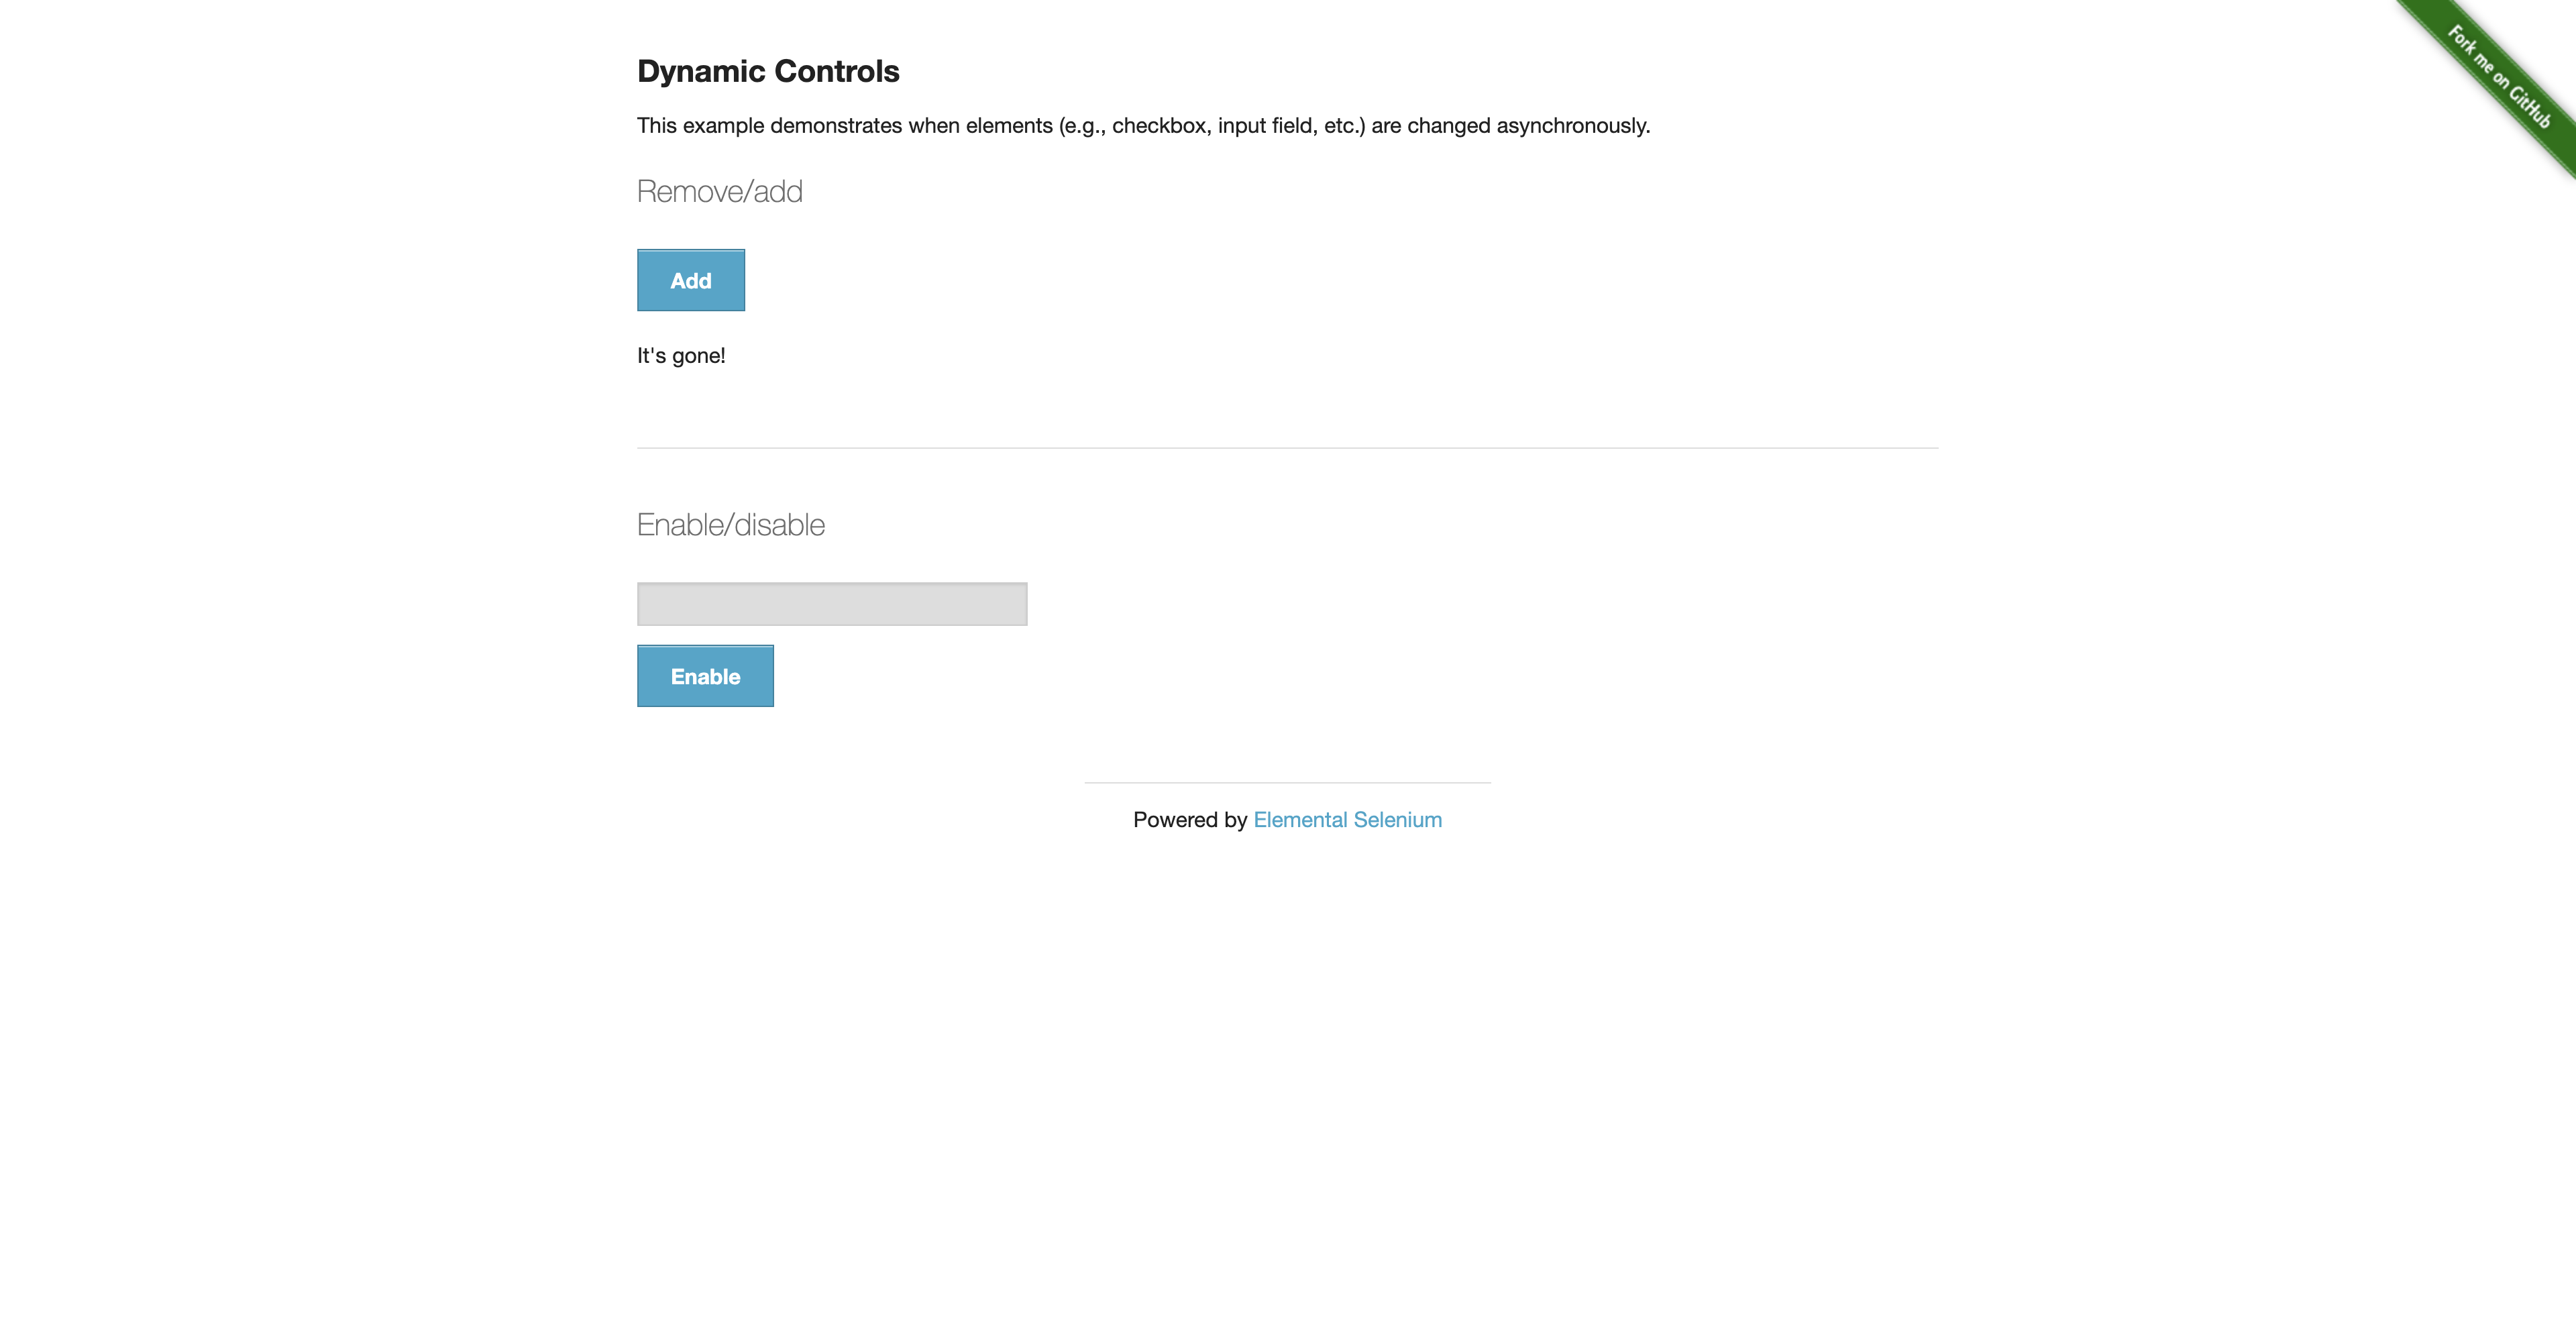 Fork me on GitHub
Dynamic Controls
This example demonstrates when elements (e.g., checkbox, input field, etc.) are changed asynchronously.
Remove/add
Add
It's gone!
Enable/disable
Enable
Powered by Elemental Selenium